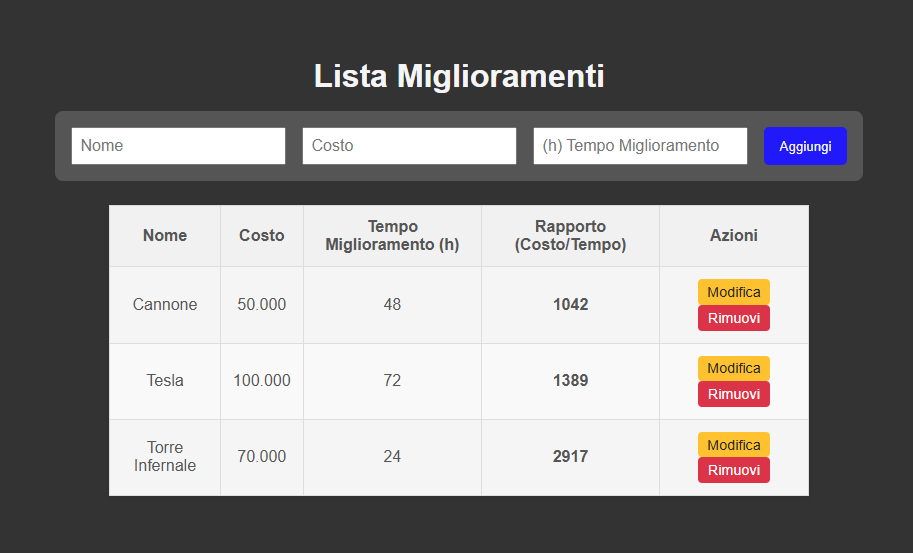 Lista Miglioramenti
Nome
Costo
(h) Tempo Miglioramento
Aggiungi
Nome Costo Tempo Miglioramento (h) Rapporto (Costo/Tempo) Azioni
Cannone 50.000 48 1042 Modifica
Rimuovi
Tesla 100.000 72 1389 Modifica
Rimuovi
Torre Infernale 70.000 24 2917 Modifica
Rimuovi